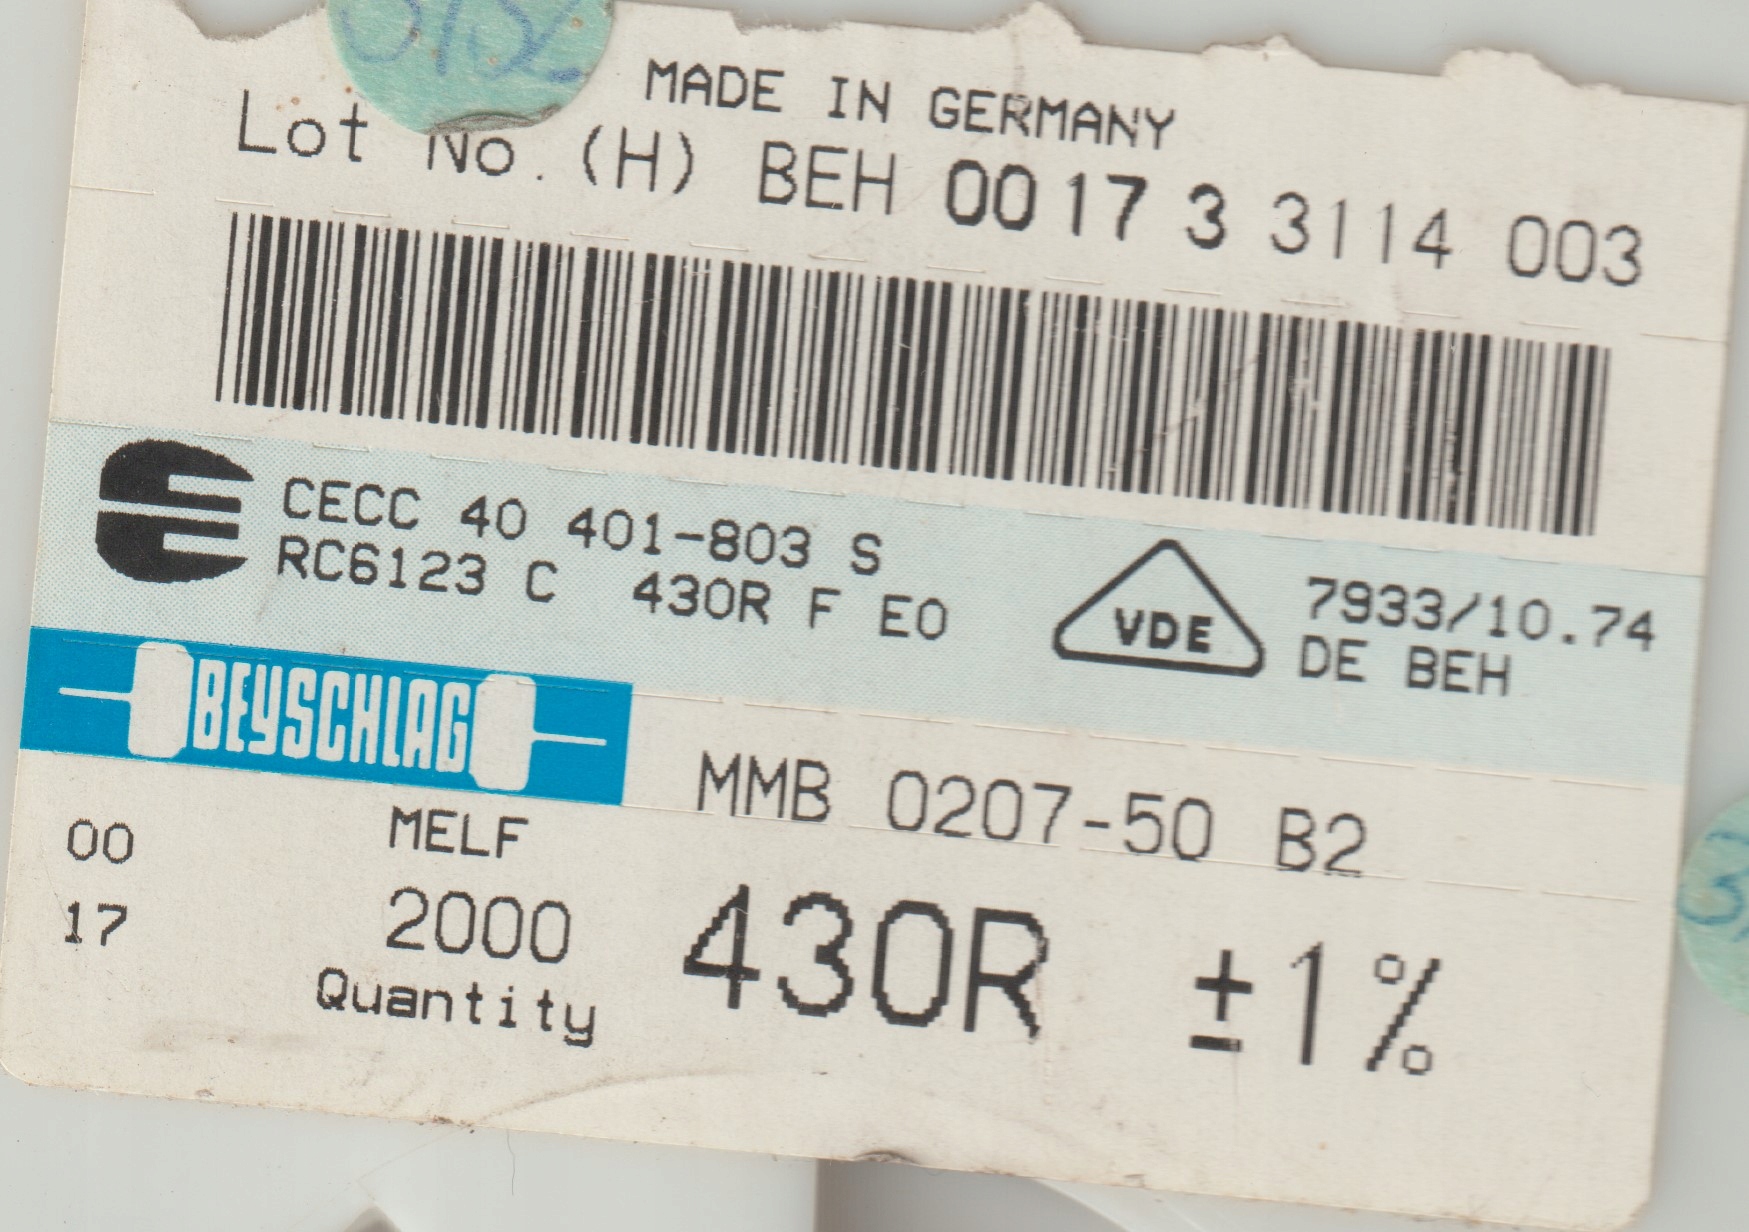 MADE IN GERMANY
Lot No. (H) BEH 00 17 3 3114 003
CECC 40 401-803 S
RC6123 C 430R F E0
VDE
7933/10.74
DE BEH
BEYSCHLAG
MMB 0207-50 B2
00
17
MELF
2000
Quantity
430R ±1%